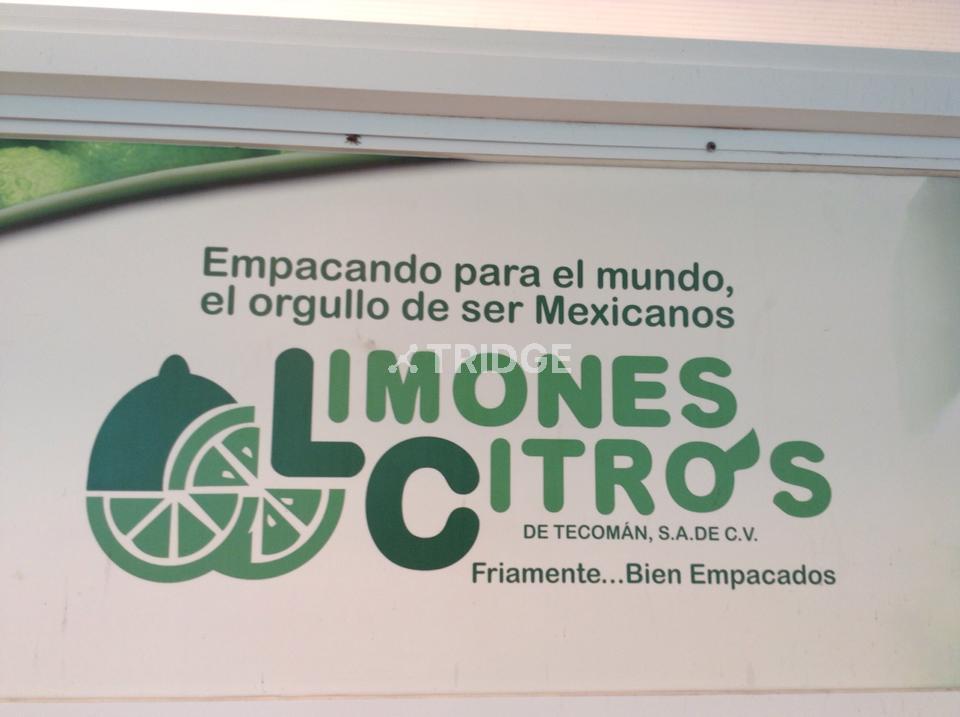 Empacando para el mundo,
el orgullo de ser Mexicanos
TRIDGE
LIMONES
CITRO'S
DE TECOMÁN, S.A.DE C.V.
Friamente...Bien Empacados